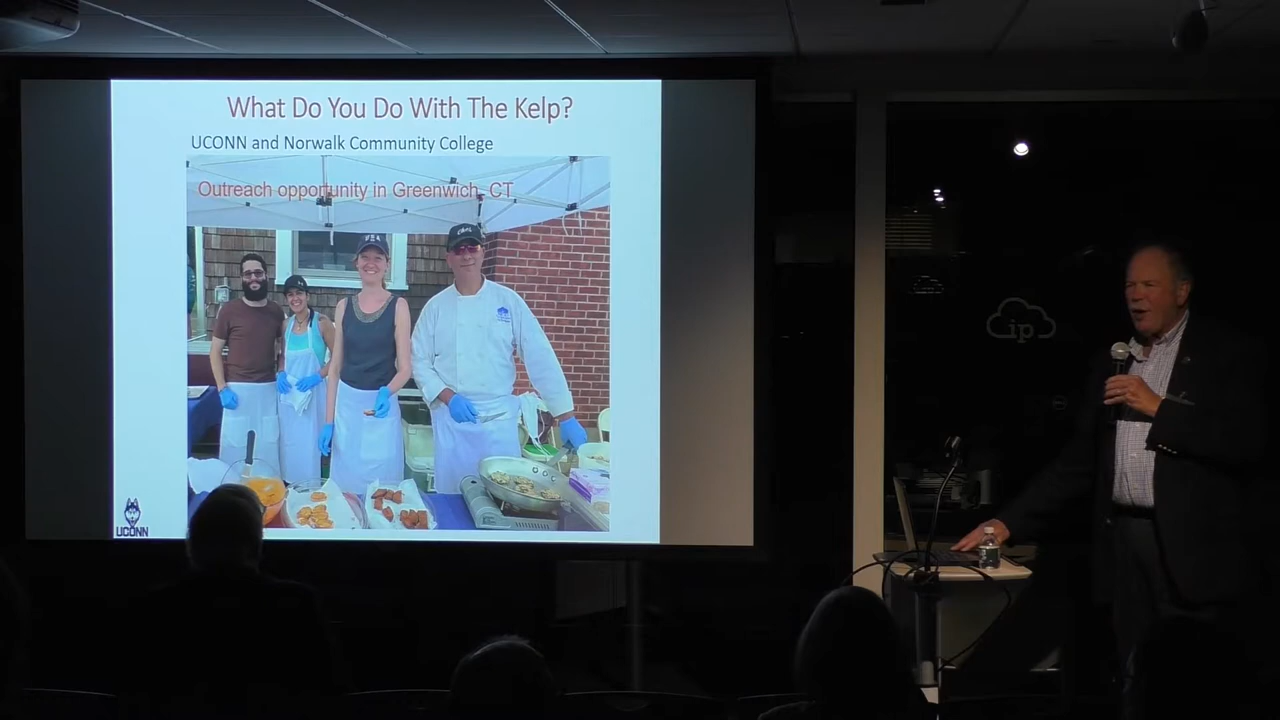 What Do You Do With The Kelp?
UCONN and Norwalk Community College
Outreach opportunity in Greenwich, CT
UCONN
ip